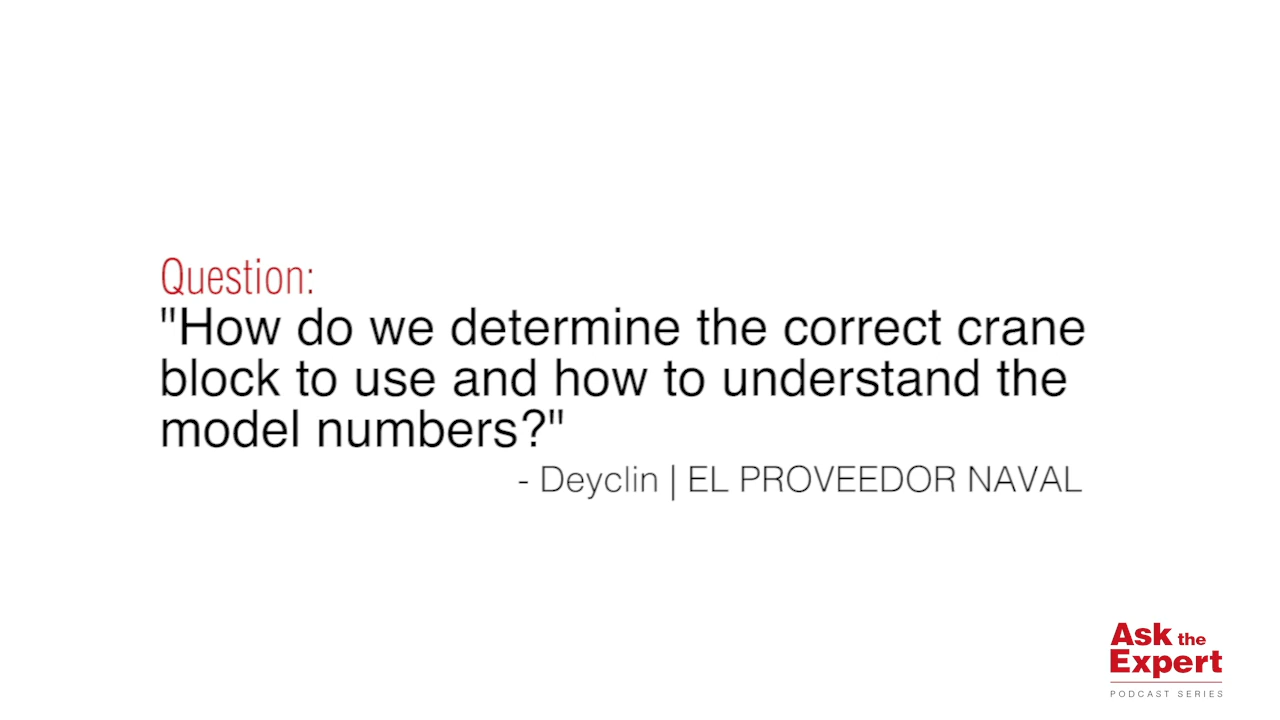 Question:
"How do we determine the correct crane
block to use and how to understand the
model numbers?"
- Deyclin | EL PROVEEDOR NAVAL
Ask the
Expert
PODCAST SERIES